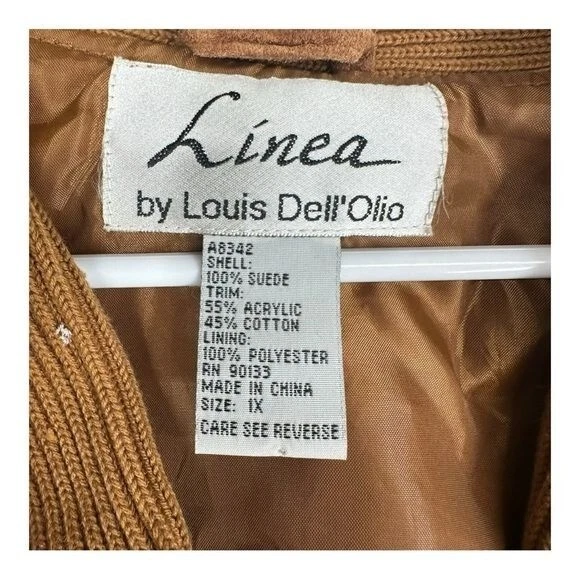 Linea
by Louis Dell'Olio
A8342
SHELL:
100% SUEDE
TRIM:
55% ACRYLIC
45% COTTON
LINING:
100% POLYESTER
RN 90133
MADE IN CHINA
SIZE: 1X
CARE SEE REVERSE